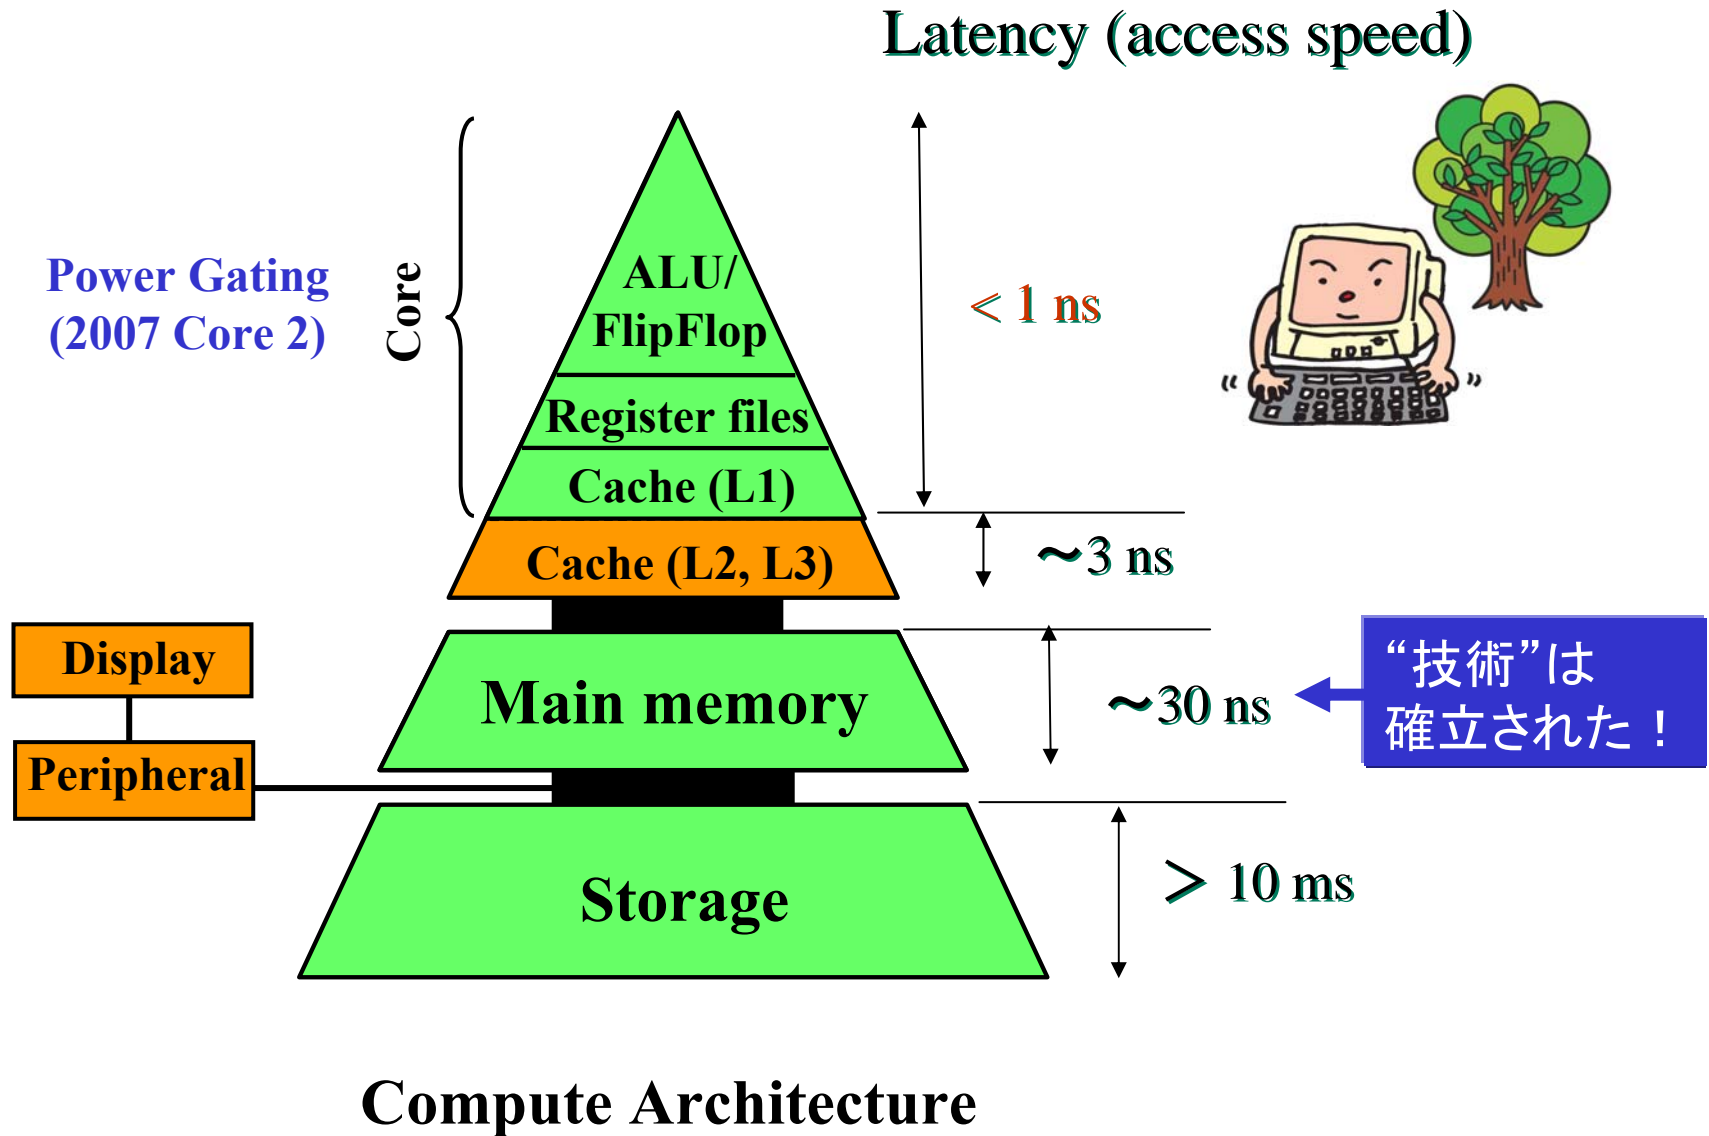 Latency (access speed)
Power Gating
(2007 Core 2)
Core
ALU/
FlipFlop
Register files
Cache (L1)
Cache (L2, L3)
< 1 ns
～3 ns
Display
Peripheral
Main memory
～30 ns
“技術”は
確立された！
Storage
＞ 10 ms
Compute Architecture